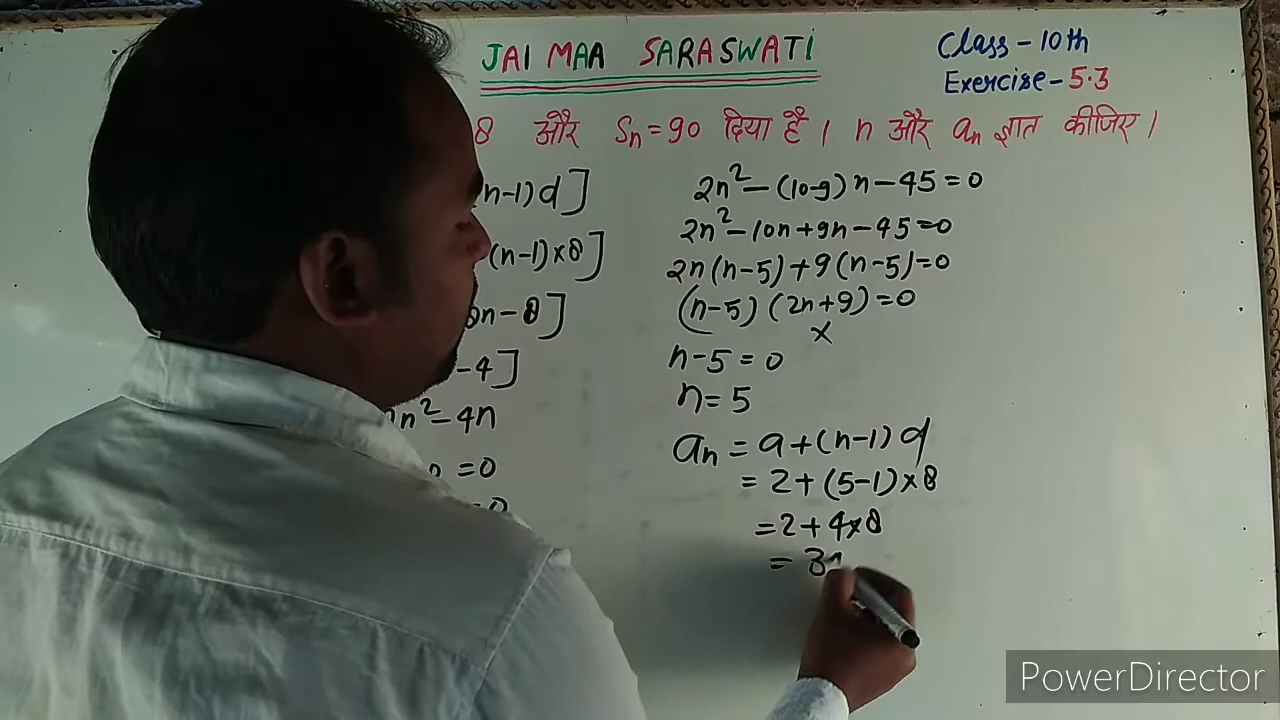 JAI MAA SARASWATI
Class-10th
Exercise-5.3
8 और Sn=90 दिया है। n और an ज्ञात कीजिए।
n-1)d]
(n-1)×8]
8n-8]
-4]
n²-4n
=0
=0
2n²-(10-9)n-45=0
2n²-10n+9n-45=0
2n(n-5)+9(n-5)=0
(n-5)(2n+9)=0
×
n-5=0
n=5
an=a+(n-1)d
=2+(5-1)×8
=2+4×8
=3
PowerDirector